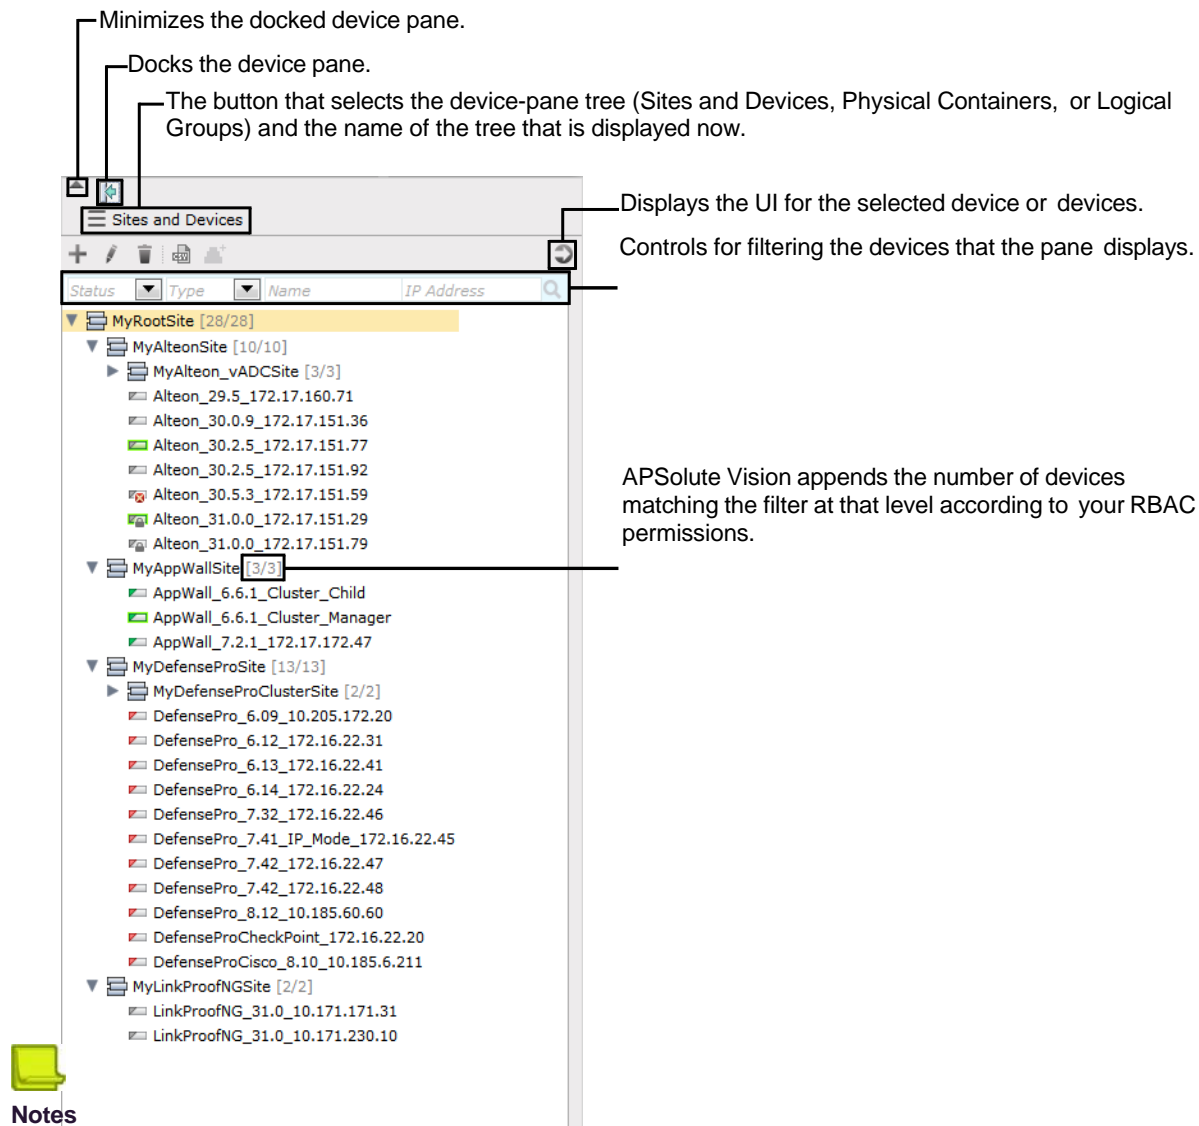 Minimizes the docked device pane.
Docks the device pane.
The button that selects the device-pane tree (Sites and Devices, Physical Containers, or Logical
Groups) and the name of the tree that is displayed now.
Sites and Devices
Displays the UI for the selected device or devices.
Controls for filtering the devices that the pane displays.
Status Type Name IP Address
MyRootSite [28/28]
MyAlteonSite [10/10]
MyAlteon_vADCSite [3/3]
Alteon_29.5_172.17.160.71
Alteon_30.0.9_172.17.151.36
Alteon_30.2.5_172.17.151.77
Alteon_30.2.5_172.17.151.92
Alteon_30.5.3_172.17.151.59
Alteon_31.0.0_172.17.151.29
Alteon_31.0.0_172.17.151.79
APSolute Vision appends the number of devices
matching the filter at that level according to your RBAC
permissions.
MyAppWallSite [3/3]
AppWall_6.6.1_Cluster_Child
AppWall_6.6.1_Cluster_Manager
AppWall_7.2.1_172.17.172.47
MyDefenseProSite [13/13]
MyDefenseProClusterSite [2/2]
DefensePro_6.09_10.205.172.20
DefensePro_6.12_172.16.22.31
DefensePro_6.13_172.16.22.41
DefensePro_6.14_172.16.22.24
DefensePro_7.32_172.16.22.46
DefensePro_7.41_IP_Mode_172.16.22.45
DefensePro_7.42_172.16.22.47
DefensePro_7.42_172.16.22.48
DefensePro_8.12_10.185.60.60
DefenseProCheckPoint_172.16.22.20
DefenseProCisco_8.10_10.185.6.211
MyLinkProofNGSite [2/2]
LinkProofNG_31.0_10.171.171.31
LinkProofNG_31.0_10.171.230.10
Notes